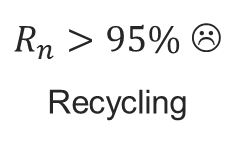 Rₙ > 95% ☹
Recycling